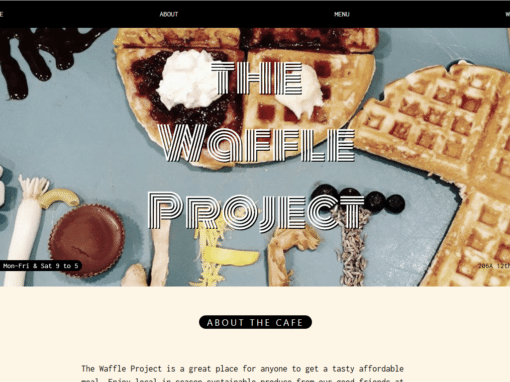 ABOUT
MENU
THE
WAFFLE
PROJECT
Mon-Fri & Sat 9 to 5
206A 12th
ABOUT THE CAFE
The Waffle Project is a great place for anyone to get a tasty affordable
meal. Enjoy local in season sustainable produce from our good friends at